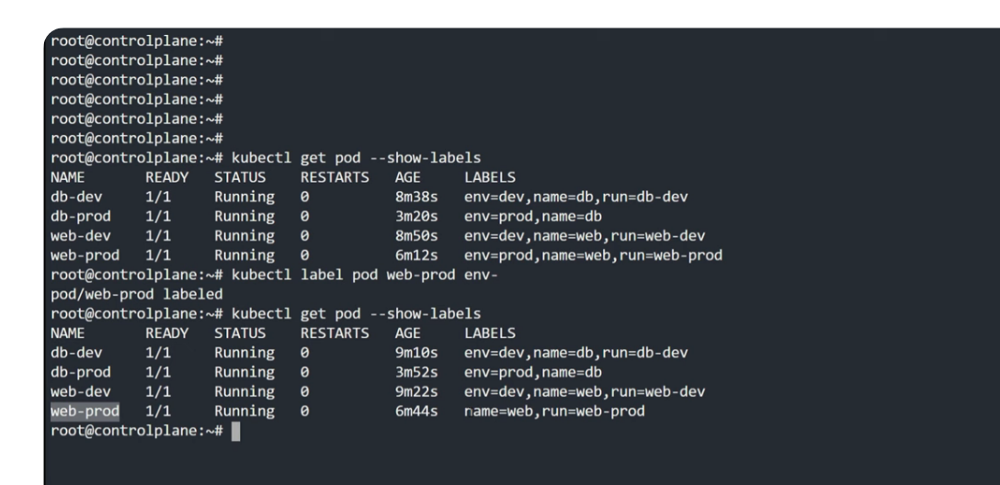 root@controlplane:~#
root@controlplane:~#
root@controlplane:~#
root@controlplane:~#
root@controlplane:~#
root@controlplane:~#
root@controlplane:~# kubectl get pod --show-labels
NAME READY STATUS RESTARTS AGE LABELS
db-dev 1/1 Running 0 8m38s env=dev,name=db,run=db-dev
db-prod 1/1 Running 0 3m20s env=prod,name=db
web-dev 1/1 Running 0 8m50s env=dev,name=web,run=web-dev
web-prod 1/1 Running 0 6m12s env=prod,name=web,run=web-prod
root@controlplane:~# kubectl label pod web-prod env-
pod/web-prod labeled
root@controlplane:~# kubectl get pod --show-labels
NAME READY STATUS RESTARTS AGE LABELS
db-dev 1/1 Running 0 9m10s env=dev,name=db,run=db-dev
db-prod 1/1 Running 0 3m52s env=prod,name=db
web-dev 1/1 Running 0 9m22s env=dev,name=web,run=web-dev
web-prod 1/1 Running 0 6m44s name=web,run=web-prod
root@controlplane:~#